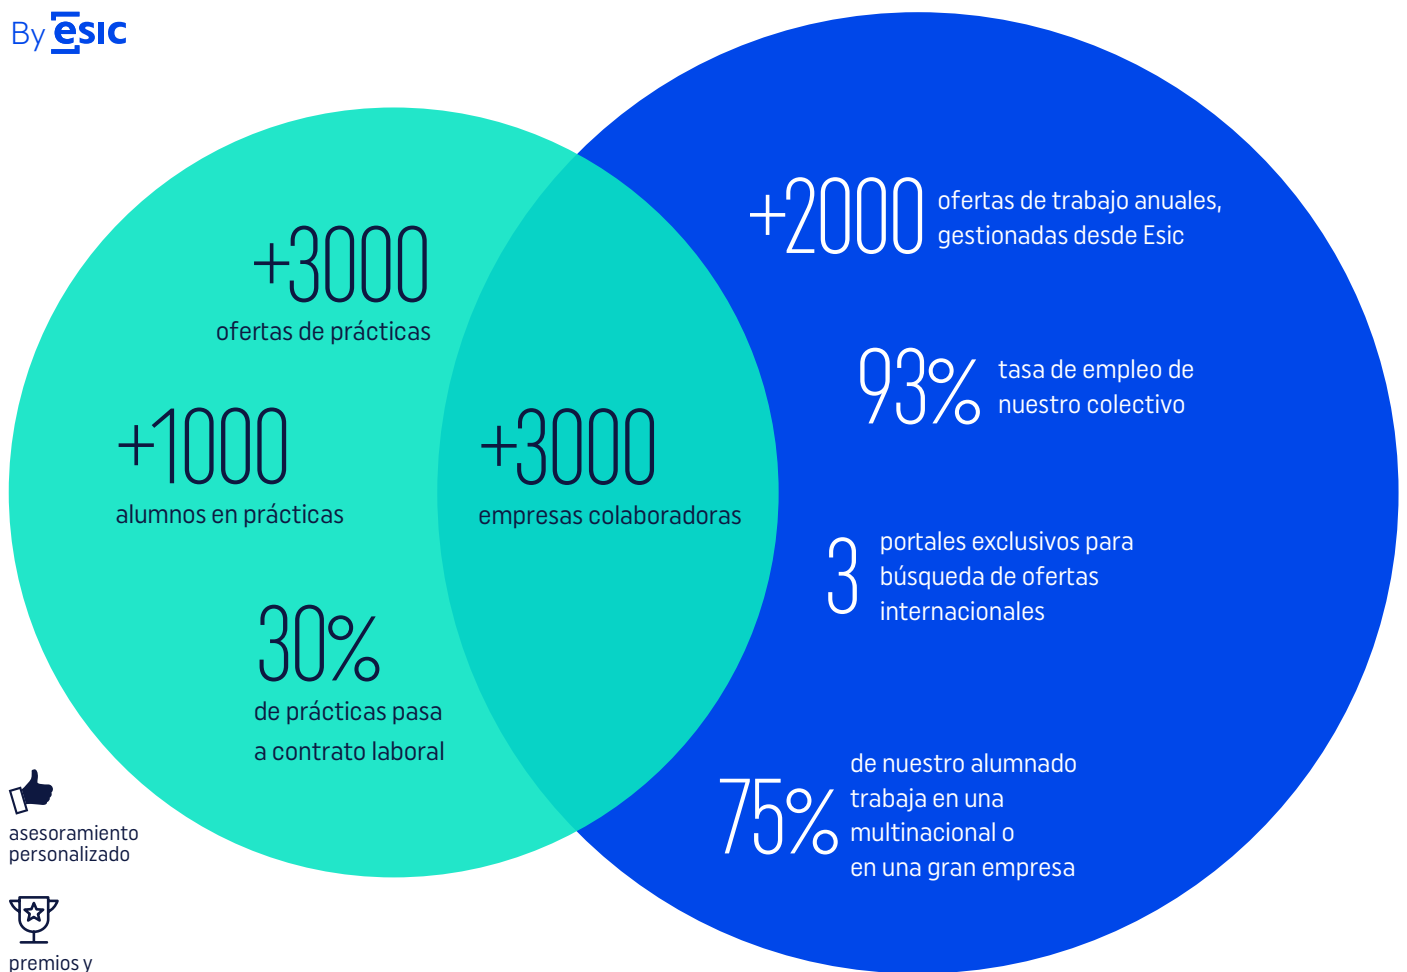 By esic
+3000
ofertas de prácticas
+1000
alumnos en prácticas
30%
de prácticas pasa
a contrato laboral
+3000
empresas colaboradoras
+2000
ofertas de trabajo anuales,
gestionadas desde Esic
93%
tasa de empleo de
nuestro colectivo
3
portales exclusivos para
búsqueda de ofertas
internacionales
75%
de nuestro alumnado
trabaja en una
multinacional o
en una gran empresa
asesoramiento
personalizado
premios y